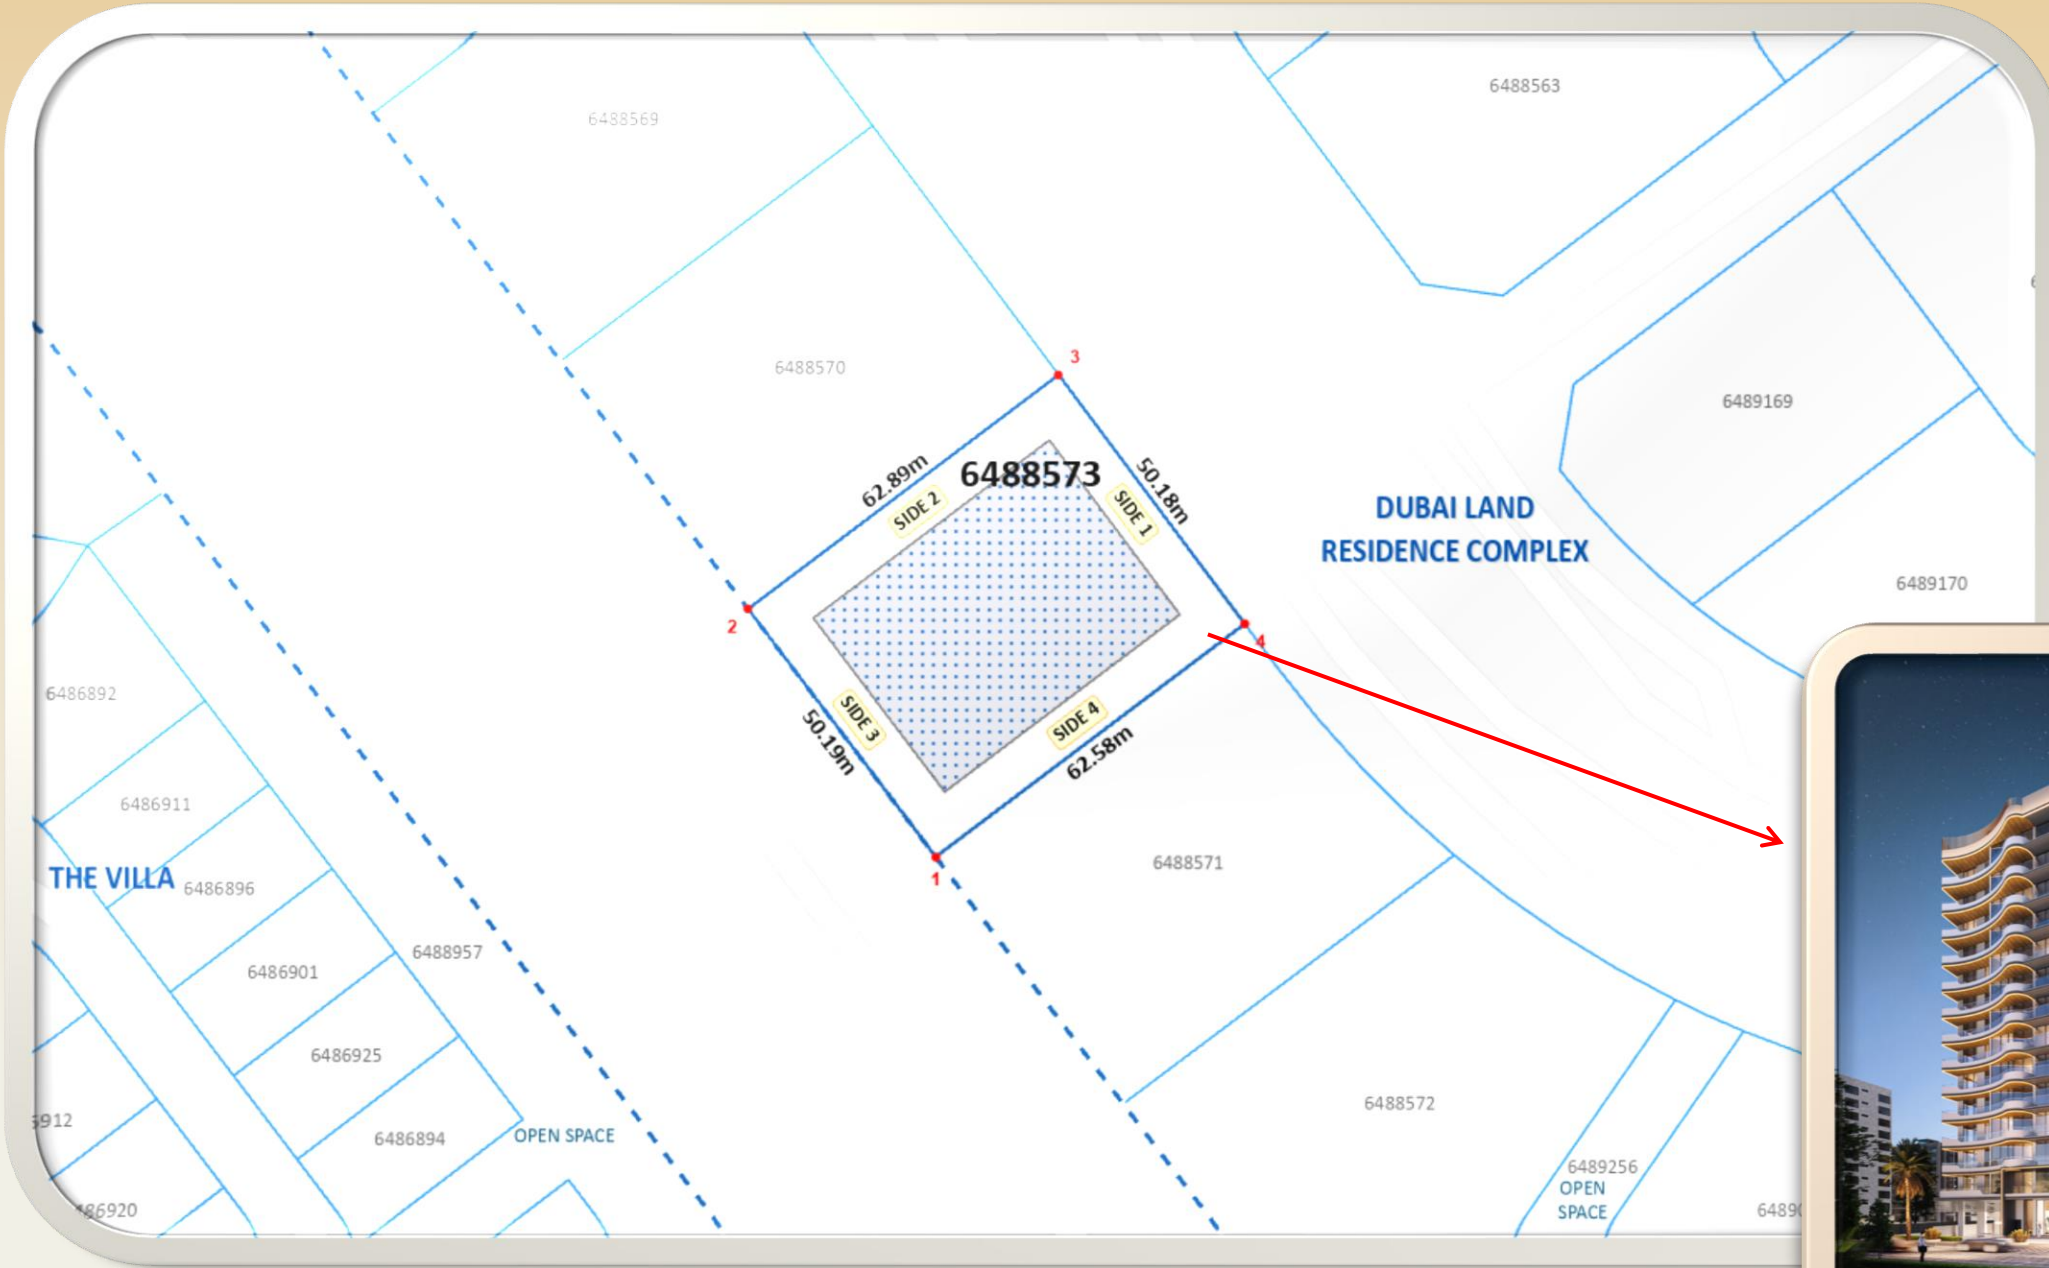 6488563
6488569
6488570
3
6489169
62.89m
6488573
50.18m
SIDE 2
SIDE 1
DUBAI LAND
RESIDENCE COMPLEX
6489170
2
4
6486892
SIDE 3
SIDE 4
50.19m
62.58m
6486911
6488571
THE VILLA
6486896
1
6488957
6486901
6486925
6488572
6486894
OPEN SPACE
6489256
OPEN
SPACE